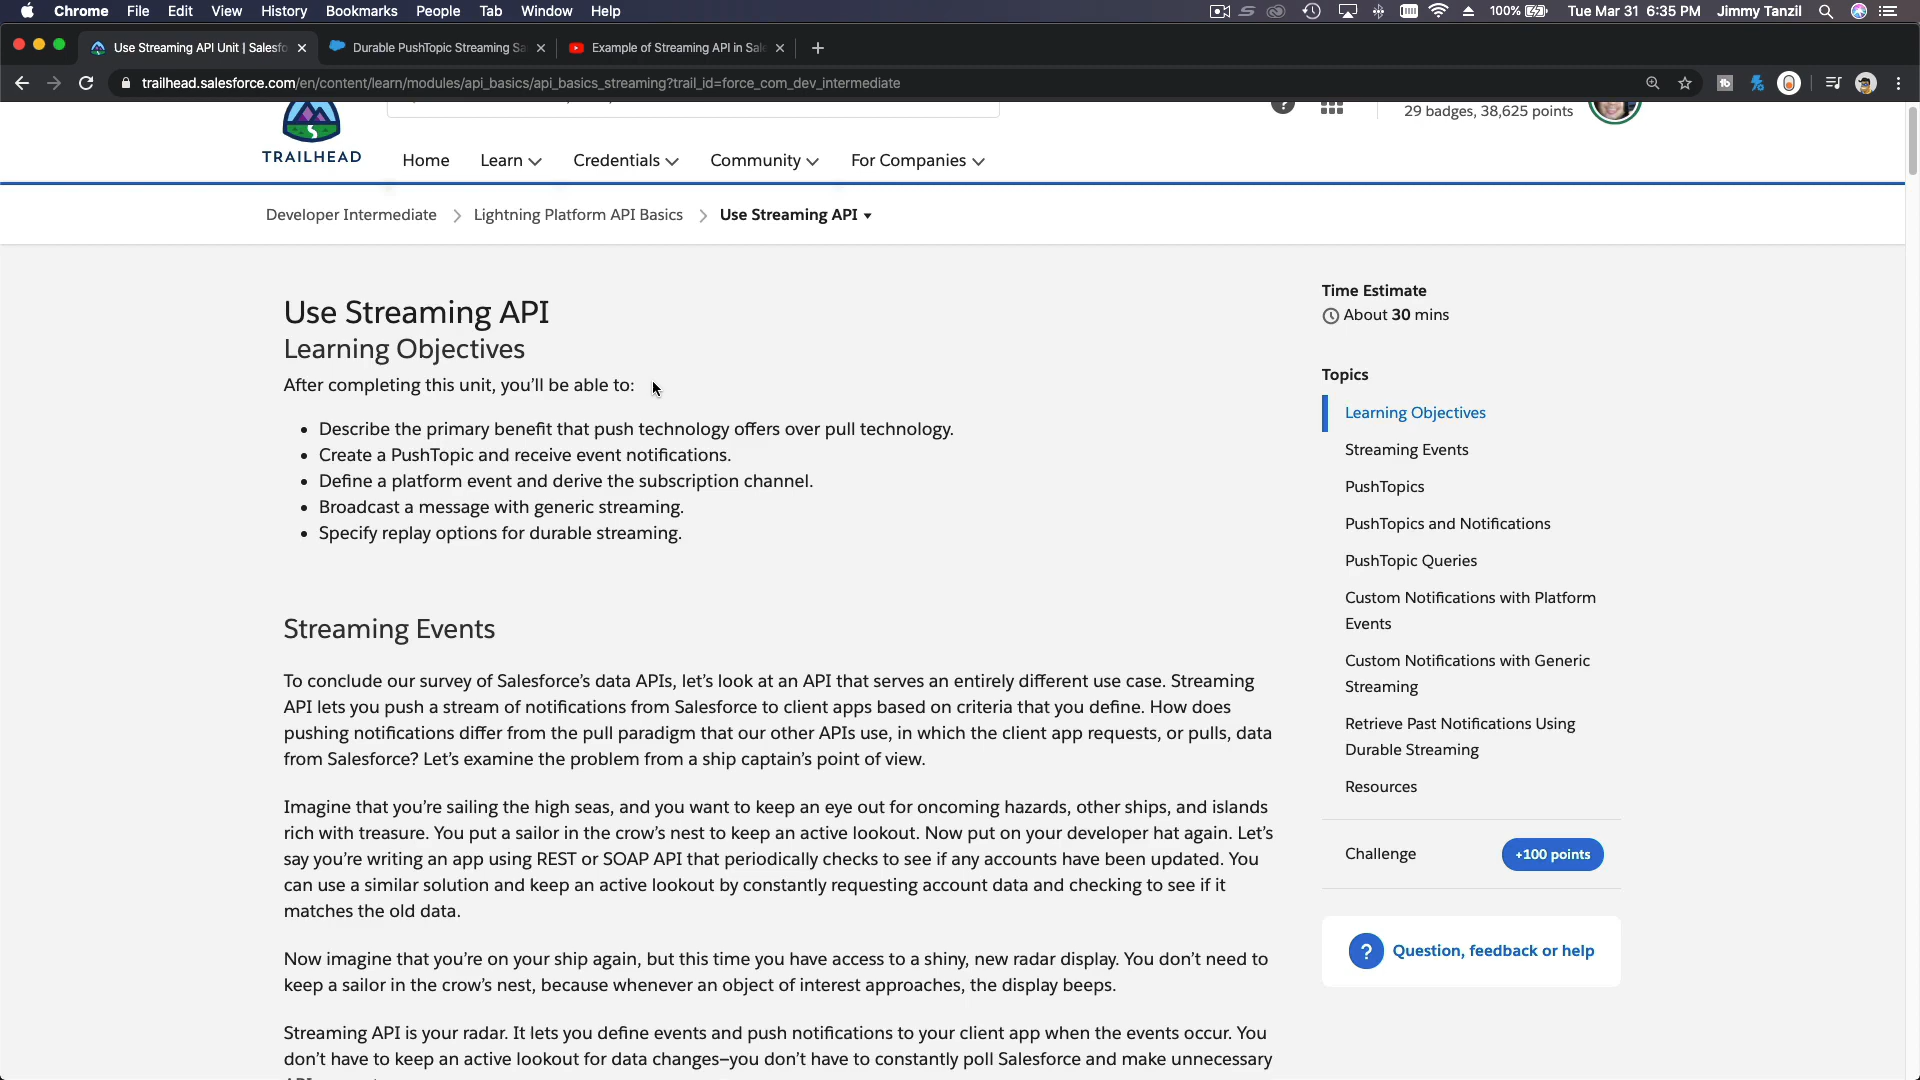 Chrome File Edit View History Bookmarks People Tab Window Help 100% Tue Mar 31 6:35 PM Jimmy Tanzil
Use Streaming API Unit | Salesfo Durable PushTopic Streaming Sa Example of Streaming API in Sal
trailhead.salesforce.com/en/content/learn/modules/api_basics/api_basics_streaming?trail_id=force_com_dev_intermediate
29 badges, 38,625 points
TRAILHEAD
Home Learn Credentials Community For Companies
Developer Intermediate Lightning Platform API Basics Use Streaming API
Use Streaming API
Learning Objectives
After completing this unit, you’ll be able to:
• Describe the primary benefit that push technology offers over pull technology.
• Create a PushTopic and receive event notifications.
• Define a platform event and derive the subscription channel.
• Broadcast a message with generic streaming.
• Specify replay options for durable streaming.
Streaming Events
To conclude our survey of Salesforce’s data APIs, let’s look at an API that serves an entirely different use case. Streaming
API lets you push a stream of notifications from Salesforce to client apps based on criteria that you define. How does
pushing notifications differ from the pull paradigm that our other APIs use, in which the client app requests, or pulls, data
from Salesforce? Let’s examine the problem from a ship captain’s point of view.
Imagine that you’re sailing the high seas, and you want to keep an eye out for oncoming hazards, other ships, and islands
rich with treasure. You put a sailor in the crow’s nest to keep an active lookout. Now put on your developer hat again. Let’s
say you’re writing an app using REST or SOAP API that periodically checks to see if any accounts have been updated. You
can use a similar solution and keep an active lookout by constantly requesting account data and checking to see if it
matches the old data.
Now imagine that you’re on your ship again, but this time you have access to a shiny, new radar display. You don’t need to
keep a sailor in the crow’s nest, because whenever an object of interest approaches, the display beeps.
Streaming API is your radar. It lets you define events and push notifications to your client app when the events occur. You
don’t have to keep an active lookout for data changes—you don’t have to constantly poll Salesforce and make unnecessary
Time Estimate
About 30 mins
Topics
Learning Objectives
Streaming Events
PushTopics
PushTopics and Notifications
PushTopic Queries
Custom Notifications with Platform
Events
Custom Notifications with Generic
Streaming
Retrieve Past Notifications Using
Durable Streaming
Resources
Challenge +100 points
? Question, feedback or help